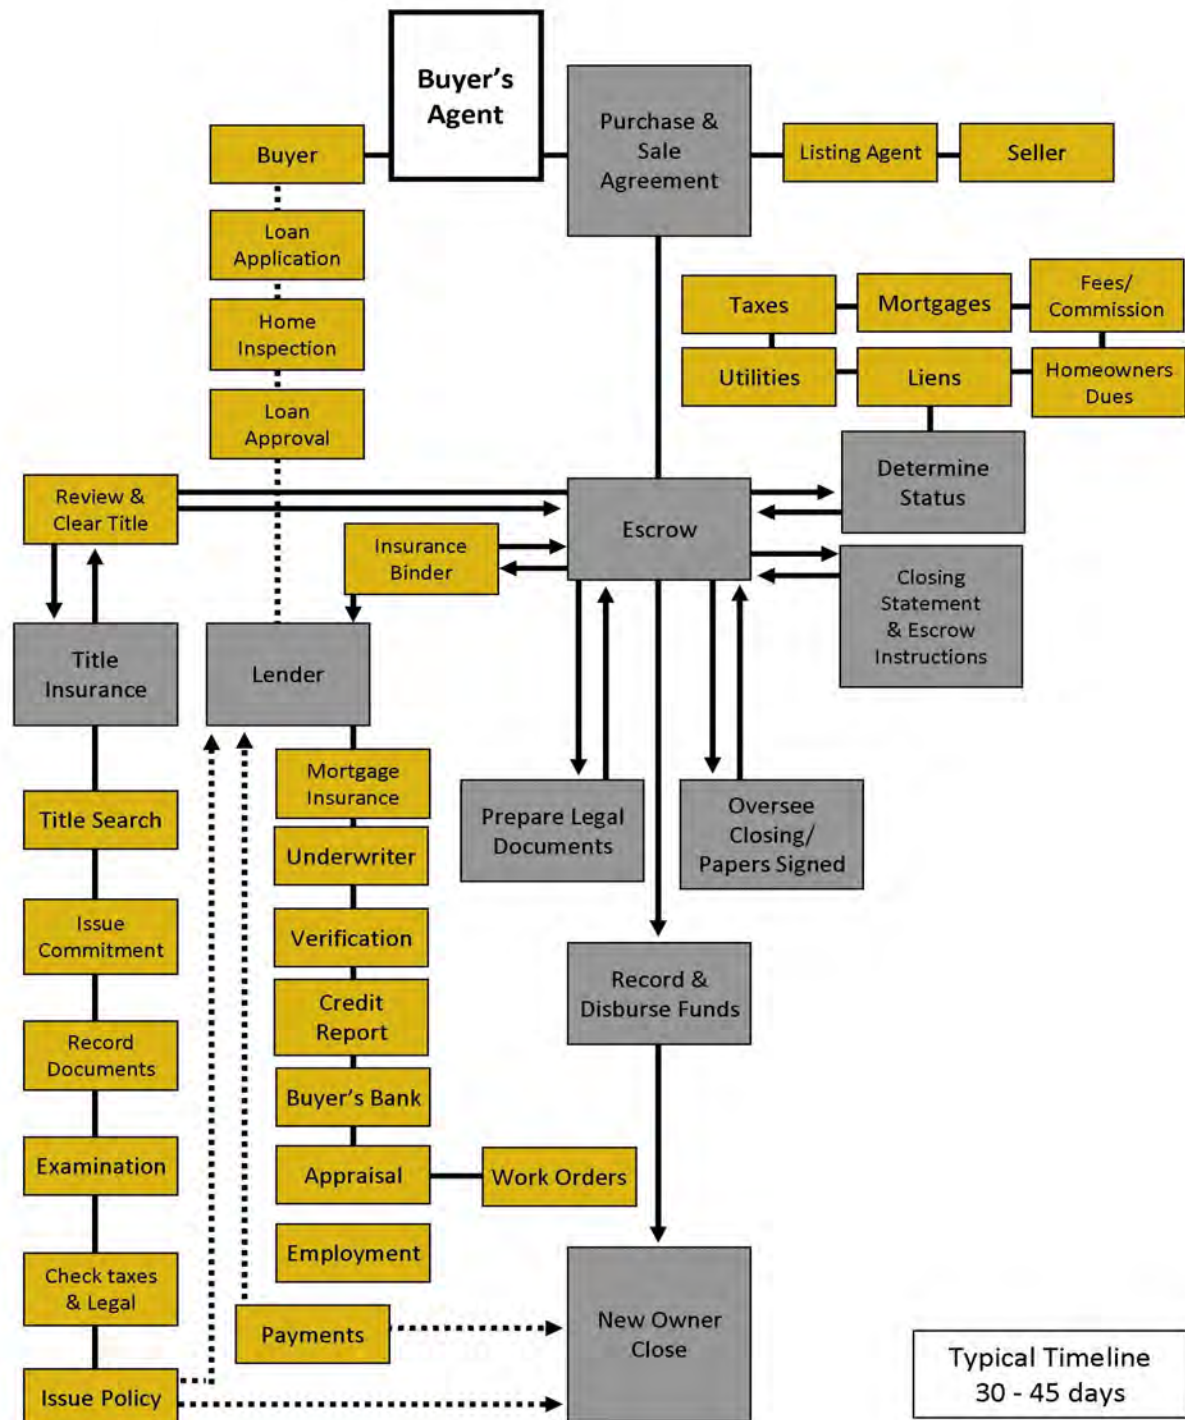 Buyer's
Agent
Purchase &
Sale
Agreement
Buyer
Listing Agent
Seller
Loan
Application
Home
Inspection
Loan
Approval
Taxes
Mortgages
Fees/
Commission
Utilities
Liens
Homeowners
Dues
Determine
Status
Review &
Clear Title
Insurance
Binder
Escrow
Closing
Statement
& Escrow
Instructions
Title
Insurance
Lender
Mortgage
Insurance
Prepare Legal
Documents
Oversee
Closing/
Papers Signed
Title Search
Underwriter
Issue
Commitment
Verification
Record &
Disburse Funds
Credit
Report
Record
Documents
Buyer's Bank
Examination
Appraisal
Work Orders
Employment
Check taxes
& Legal
Payments
New Owner
Close
Issue Policy
Typical Timeline
30 - 45 days